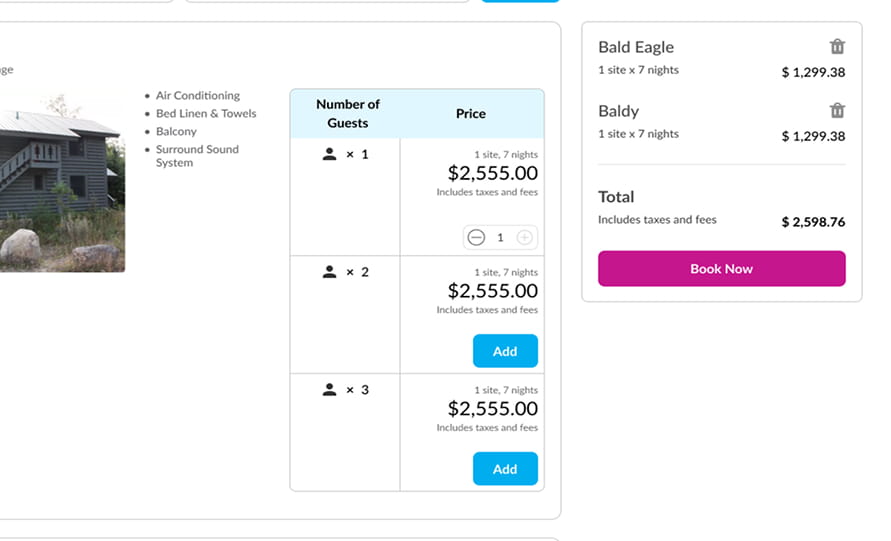 Air Conditioning
Bed Linen & Towels
Balcony
Surround Sound
System
Number of
Guests
Price
× 1
1 site, 7 nights
$2,555.00
Includes taxes and fees
1
× 2
1 site, 7 nights
$2,555.00
Includes taxes and fees
Add
× 3
1 site, 7 nights
$2,555.00
Includes taxes and fees
Add
Bald Eagle
1 site x 7 nights
$ 1,299.38
Baldy
1 site x 7 nights
$ 1,299.38
Total
Includes taxes and fees
$ 2,598.76
Book Now